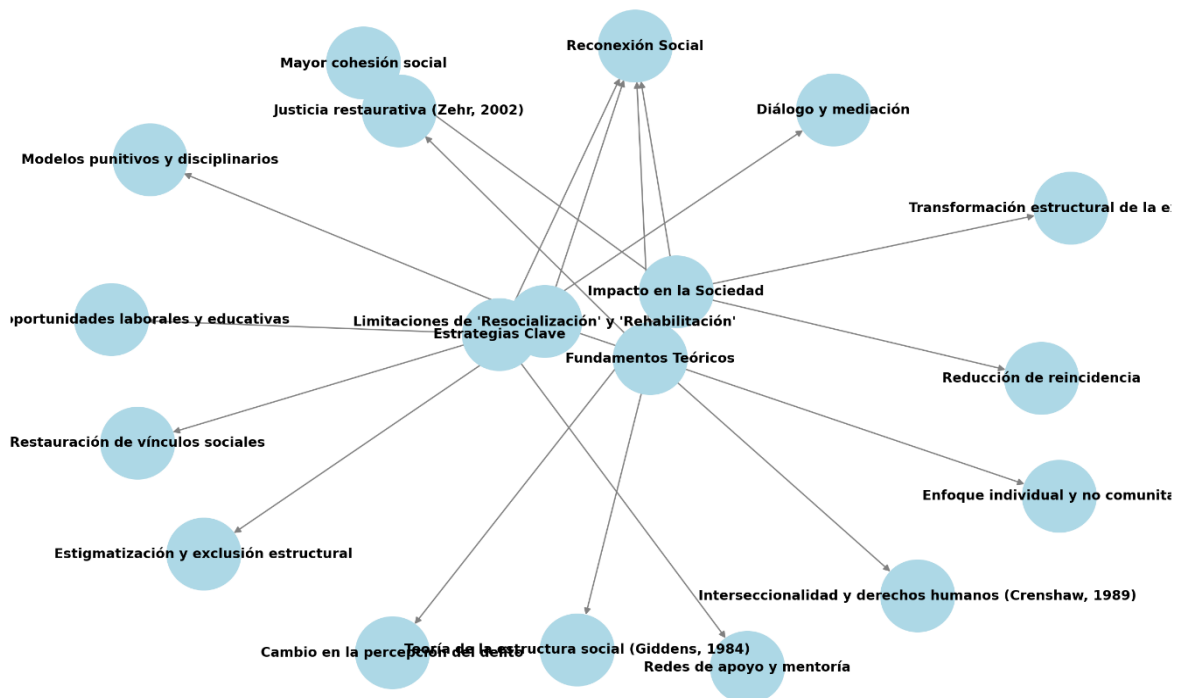 Reconexión Social
Mayor cohesión social
Justicia restaurativa (Zehr, 2002)
Diálogo y mediación
Modelos punitivos y disciplinarios
Transformación estructural de la e
Impacto en la Sociedad
oportunidades laborales y educativas
Limitaciones de 'Resocialización' y 'Rehabilitación'
Estrategias Clave
Fundamentos Teóricos
Reducción de reincidencia
Restauración de vínculos sociales
Enfoque individual y no comunita
Estigmatización y exclusión estructural
Interseccionalidad y derechos humanos (Crenshaw, 1989)
Cambio en la percepción del delito
Teoría de la estructura social (Giddens, 1984)
Redes de apoyo y mentoría